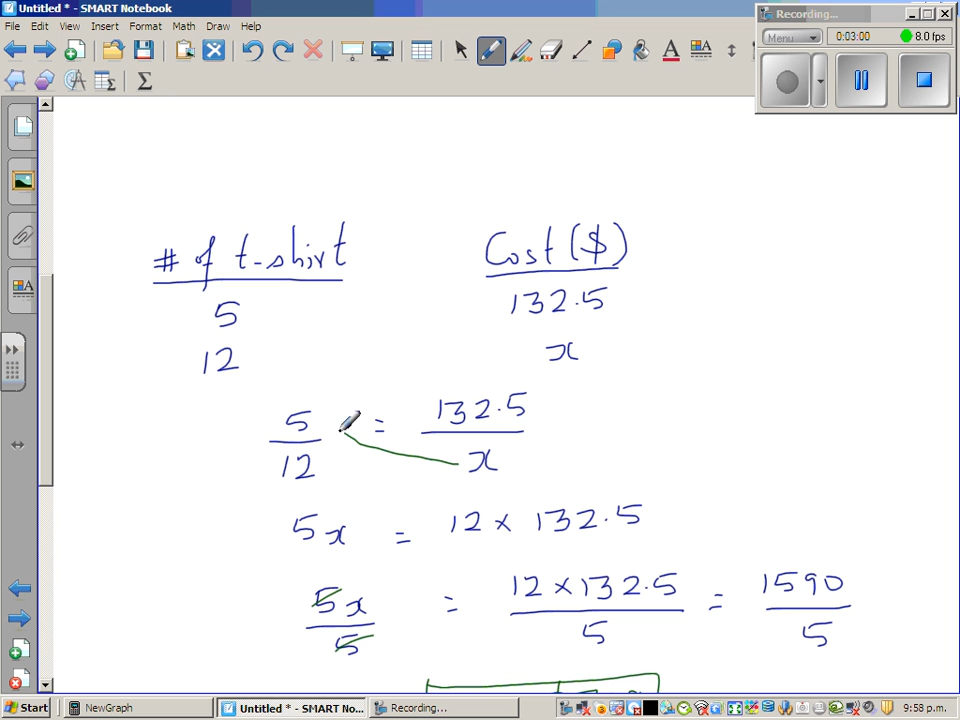 Untitled * - SMART Notebook
File Edit View Insert Format Math Draw Help
Recording...
Menu 0:03:00 8.0 fps
# of t-shirt Cost ($)
5 132.5
12 x
5/12 = 132.5/x
5x = 12 × 132.5
5x/5 = 12 × 132.5/5 = 1590/5
Start NewGraph Untitled * - SMART No... Recording... 9:58 p.m.